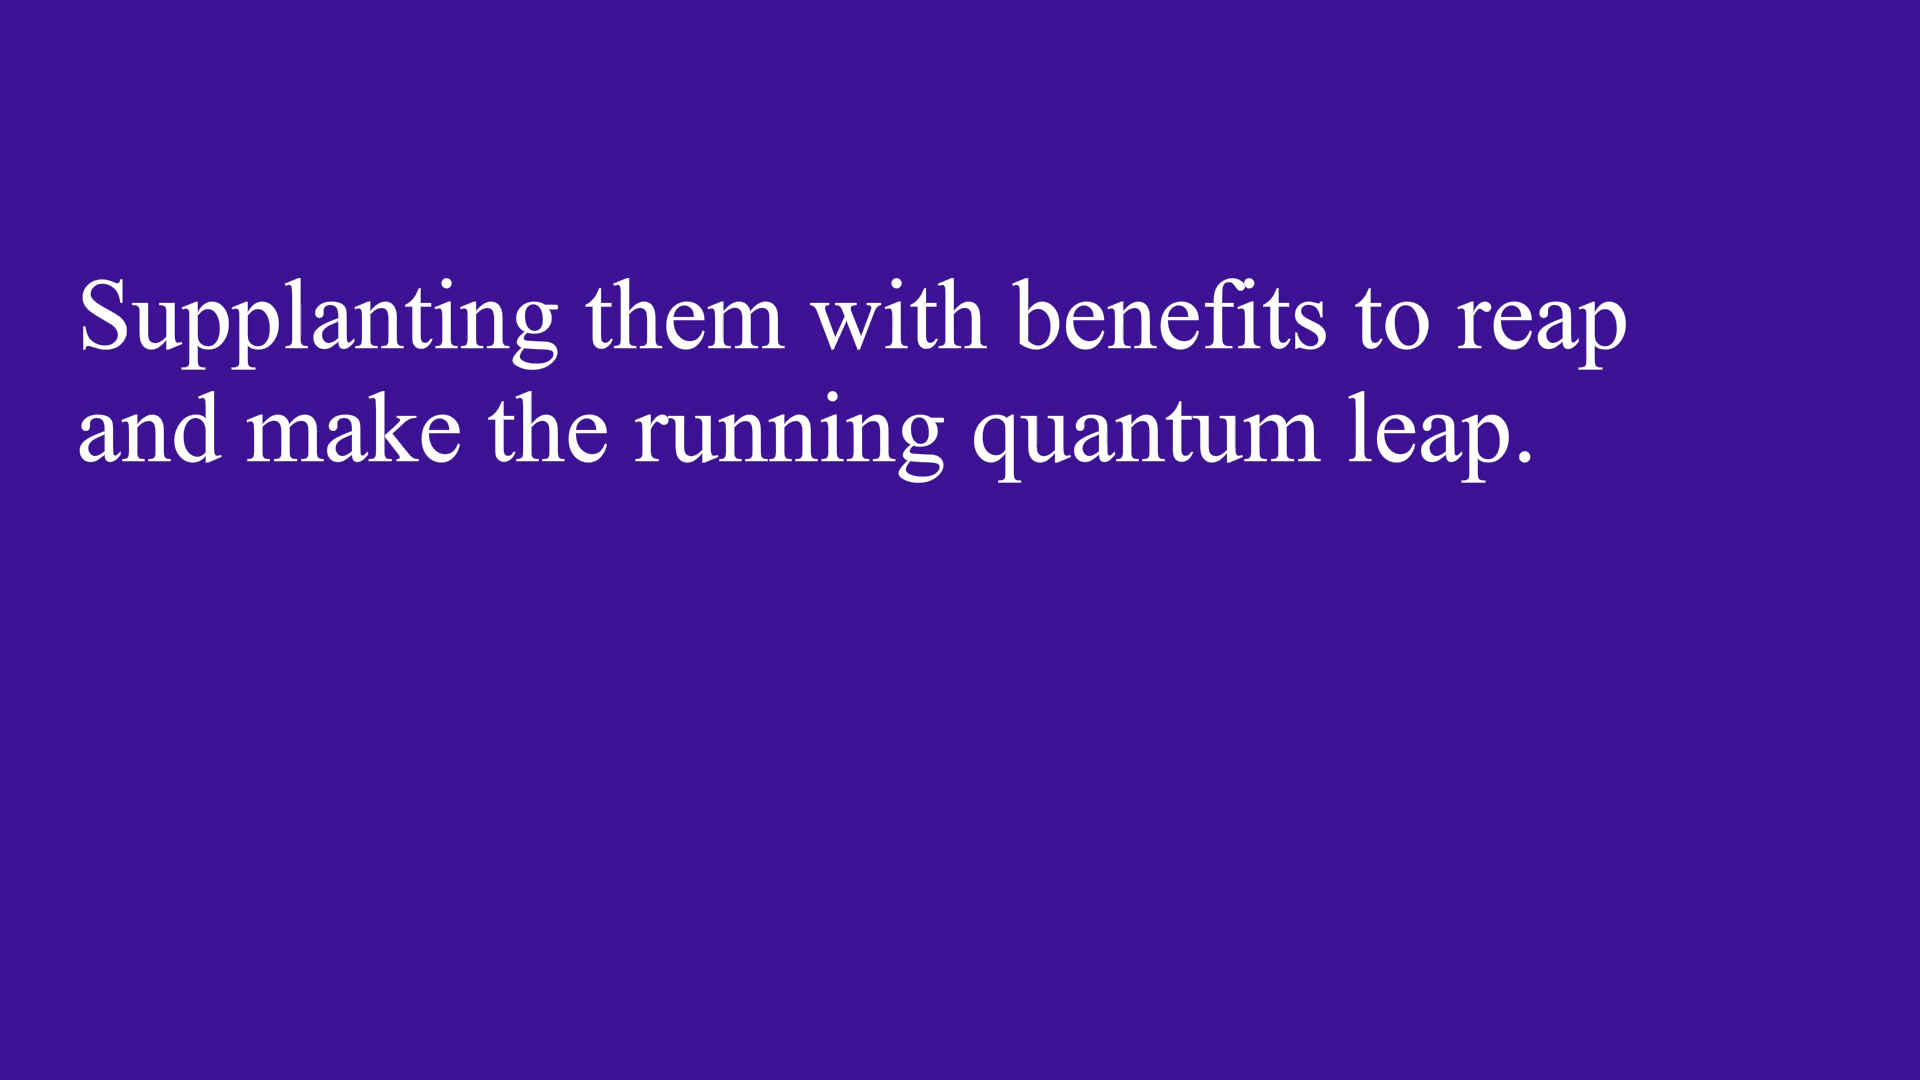 Supplanting them with benefits to reap
and make the running quantum leap.